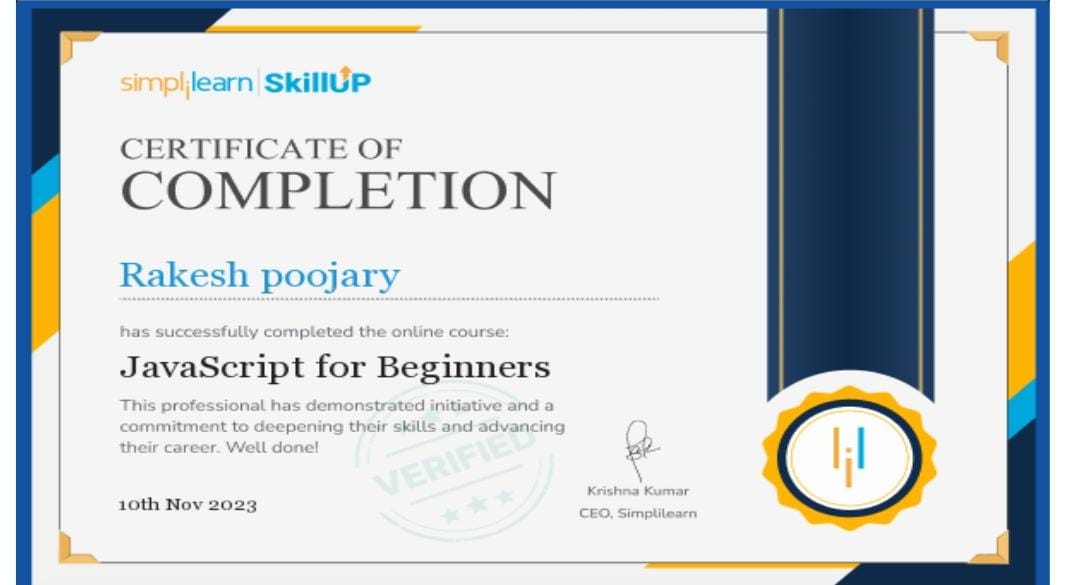 simplilearn | SkillUP
CERTIFICATE OF
COMPLETION
Rakesh poojary
has successfully completed the online course:
JavaScript for Beginners
This professional has demonstrated initiative and a
commitment to deepening their skills and advancing
their career. Well done!
VERIFIED
10th Nov 2023
Krishna Kumar
CEO, Simplilearn